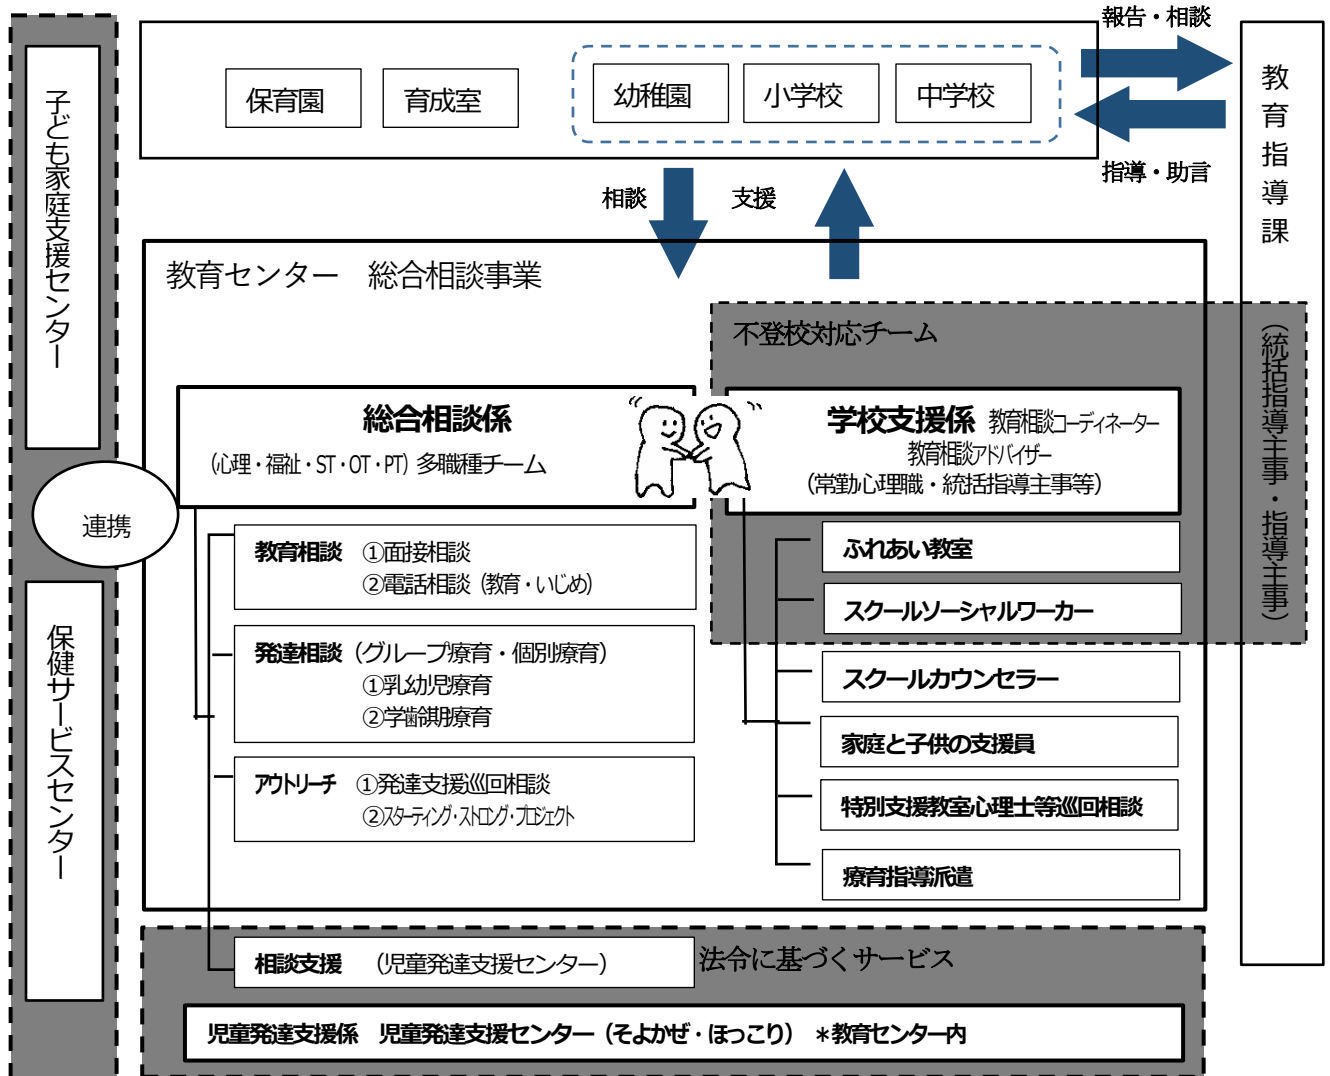 報告・相談
子ども家庭支援センター
保育園
育成室
幼稚園
小学校
中学校
教育指導課
指導・助言
相談
支援
教育センター　総合相談事業
不登校対応チーム
（統括指導主事・指導主事）
総合相談係
（心理・福祉・ST・OT・PT）多職種チーム
学校支援係 教育相談コーディネーター
教育相談アドバイザー
（常勤心理職・統括指導主事等）
連携
教育相談　①面接相談
②電話相談（教育・いじめ）
発達相談（グループ療育・個別療育）
①乳幼児療育
②学齢期療育
アウトリーチ　①発達支援巡回相談
②スターティング・ストロング・プロジェクト
ふれあい教室
スクールソーシャルワーカー
スクールカウンセラー
家庭と子供の支援員
特別支援教室心理士等巡回相談
療育指導派遣
保健サービスセンター
相談支援　（児童発達支援センター）
法令に基づくサービス
児童発達支援係　児童発達支援センター（そよかぜ・ほっこり）　＊教育センター内